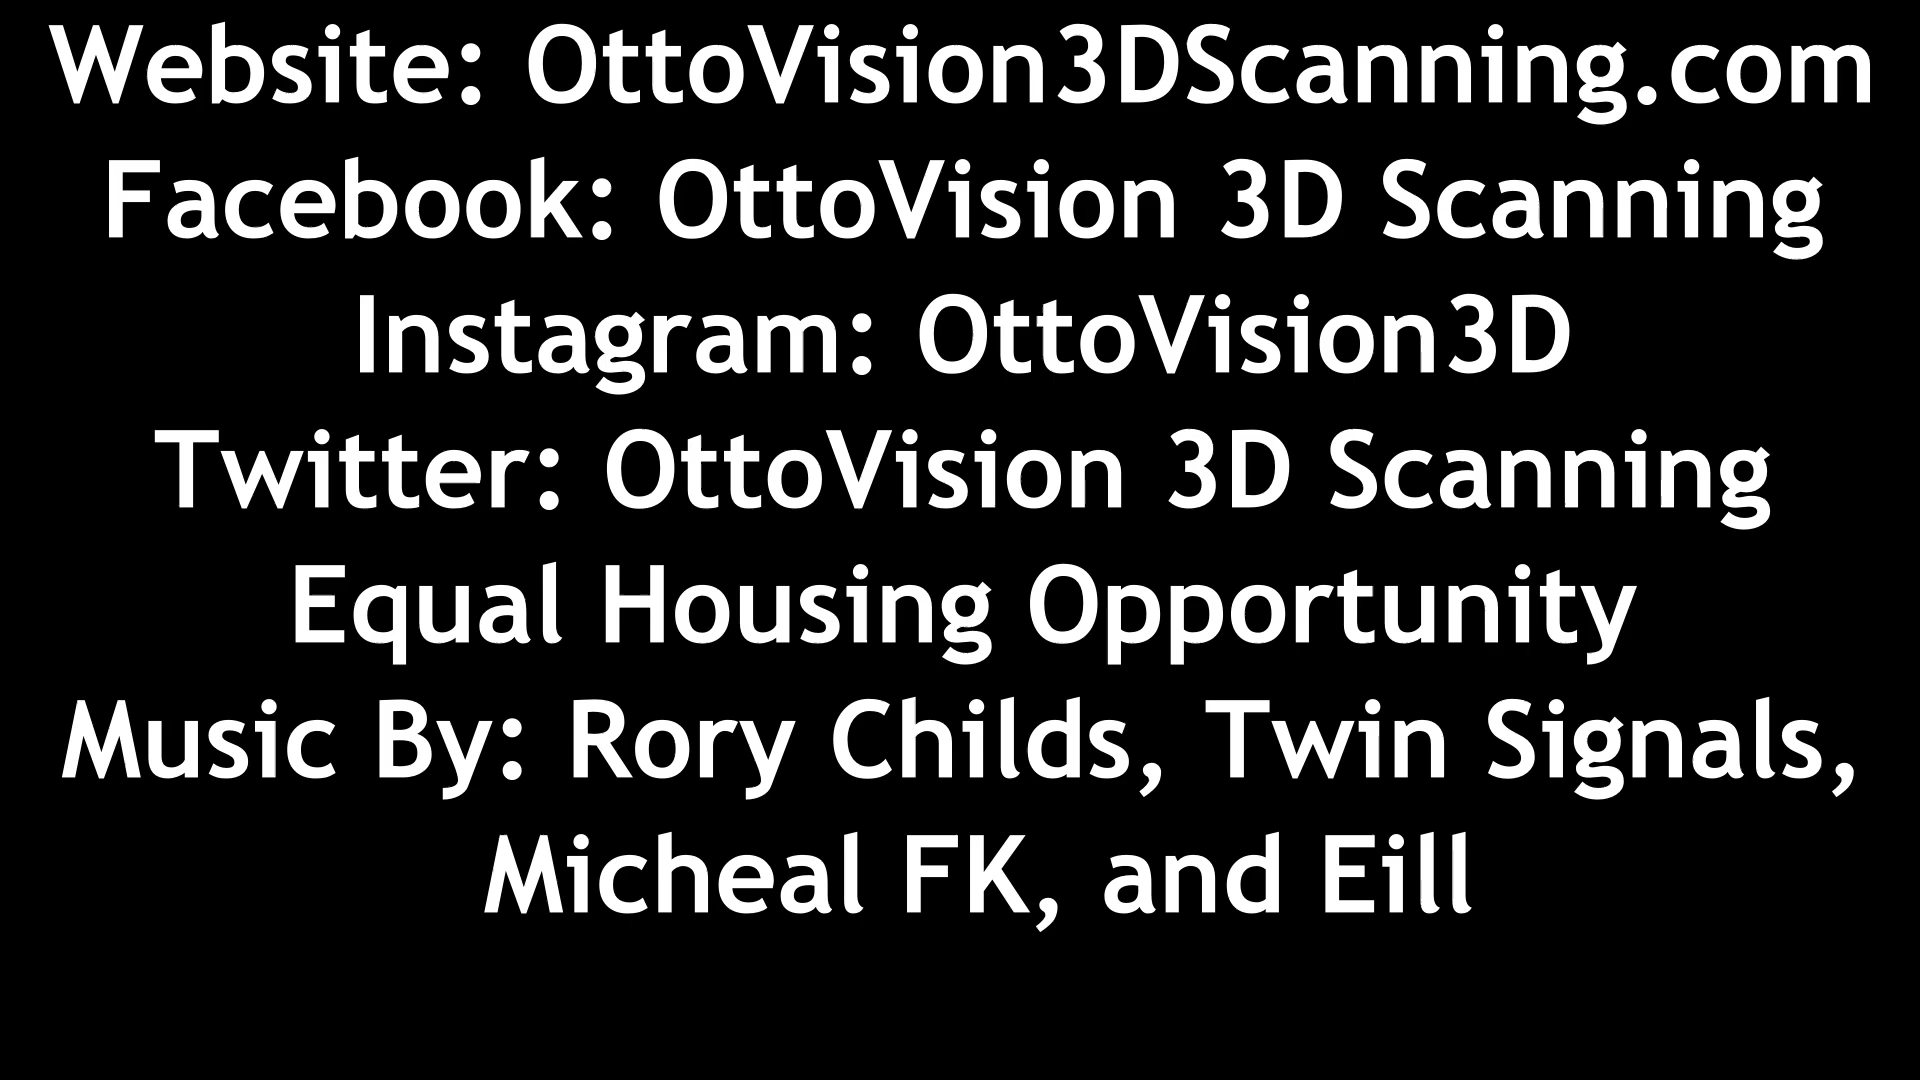 Website: OttoVision3DScanning.com
Facebook: OttoVision 3D Scanning
Instagram: OttoVision3D
Twitter: OttoVision 3D Scanning
Equal Housing Opportunity
Music By: Rory Childs, Twin Signals,
Micheal FK, and Eill